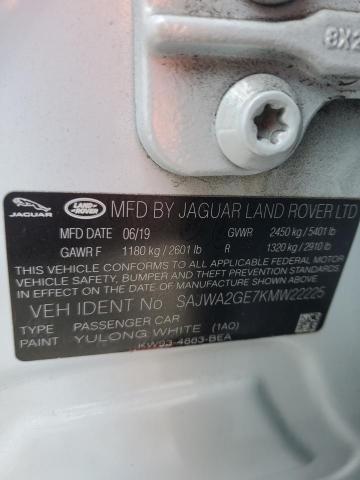 8X2
JAGUAR LAND ROVER MFD BY JAGUAR LAND ROVER LTD
MFD DATE 06/19 GVWR 2450 kg / 5401 lb
GAWR F 1180 kg / 2601 lb R 1320 kg / 2910 lb
THIS VEHICLE CONFORMS TO ALL APPLICABLE FEDERAL MOTOR
VEHICLE SAFETY, BUMPER AND THEFT PREVENTION STANDARDS
IN EFFECT ON THE DATE OF MANUFACTURE SHOWN ABOVE.
VEH IDENT No SAJWA2GE7KMW22225
TYPE PASSENGER CAR
PAINT YULONG WHITE (1AO)
KW93-4663-BEA